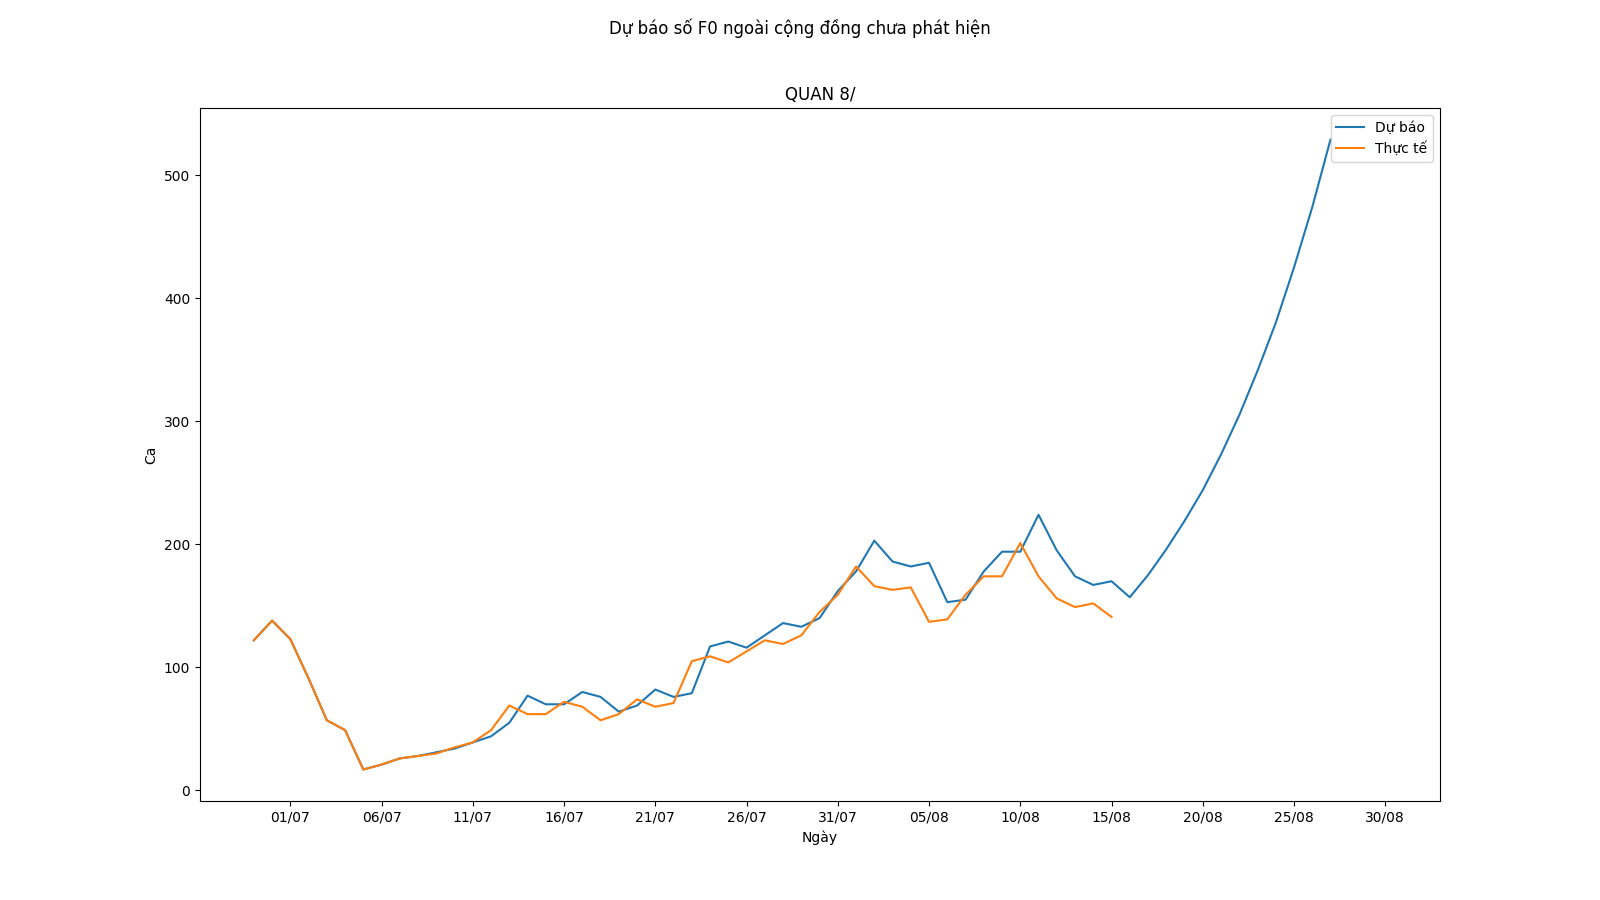 Dự báo số F0 ngoài cộng đồng chưa phát hiện
QUAN 8/
Dự báo
Thực tế
500
400
300
200
100
0
Ca
01/07 06/07 11/07 16/07 21/07 26/07 31/07 05/08 10/08 15/08 20/08 25/08 30/08
Ngày